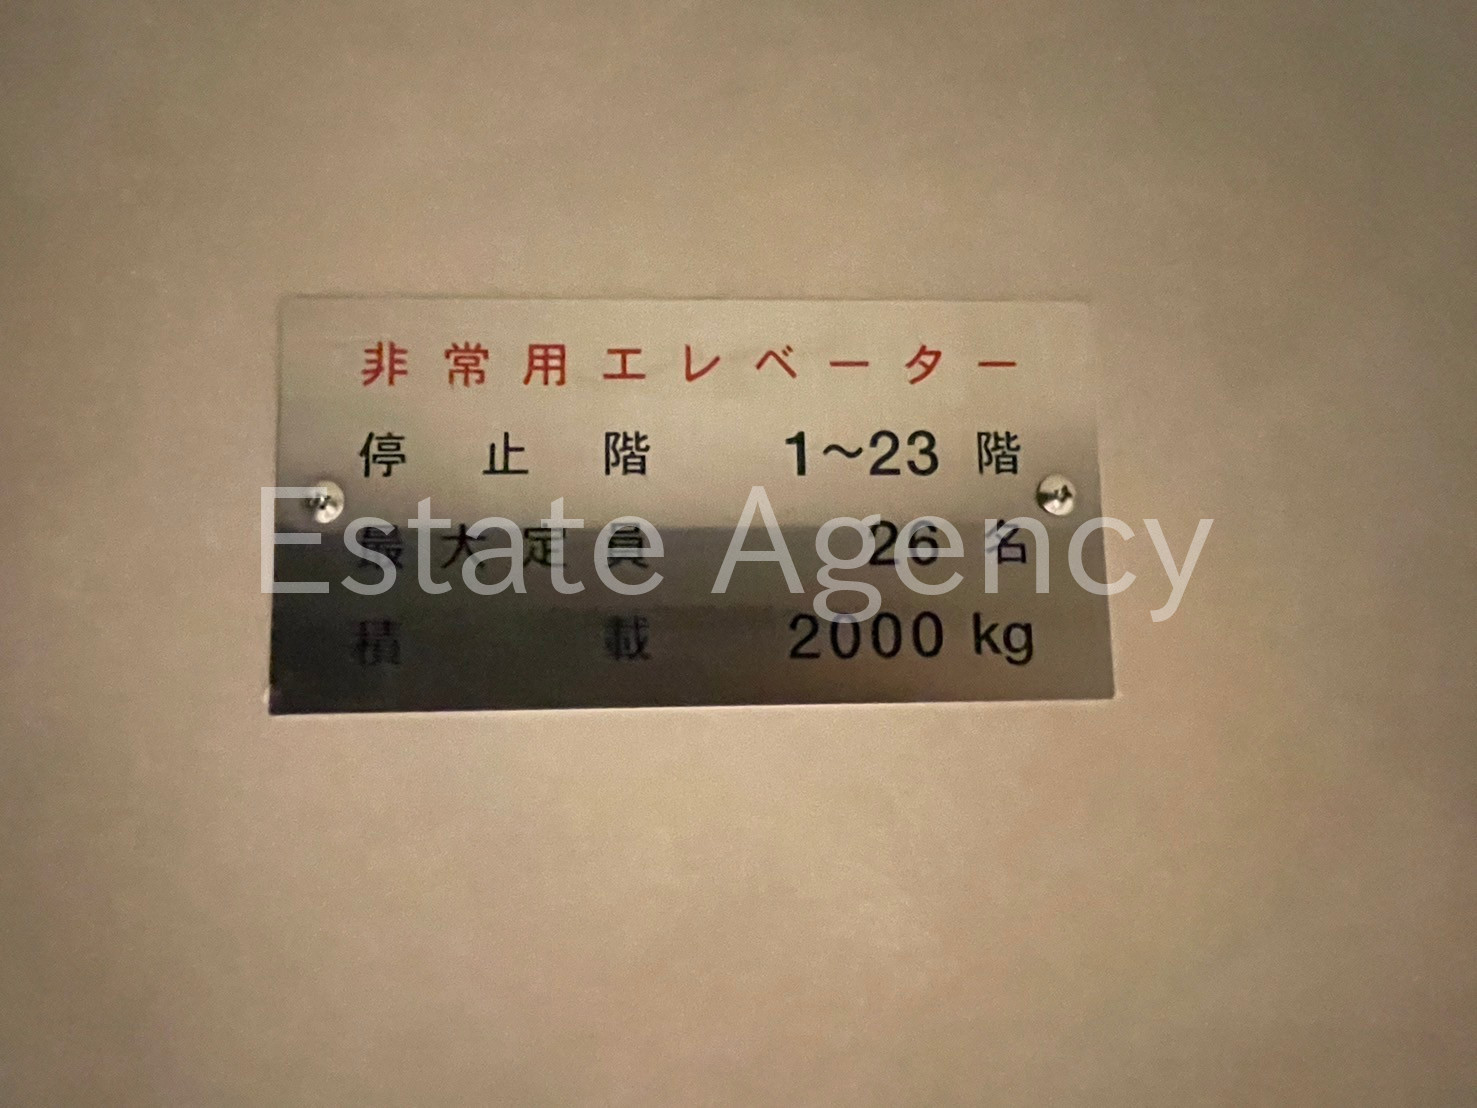 非常用エレベーター
停止階 1～23 階
最大定員 26 名
積載 2000 kg
Estate Agency